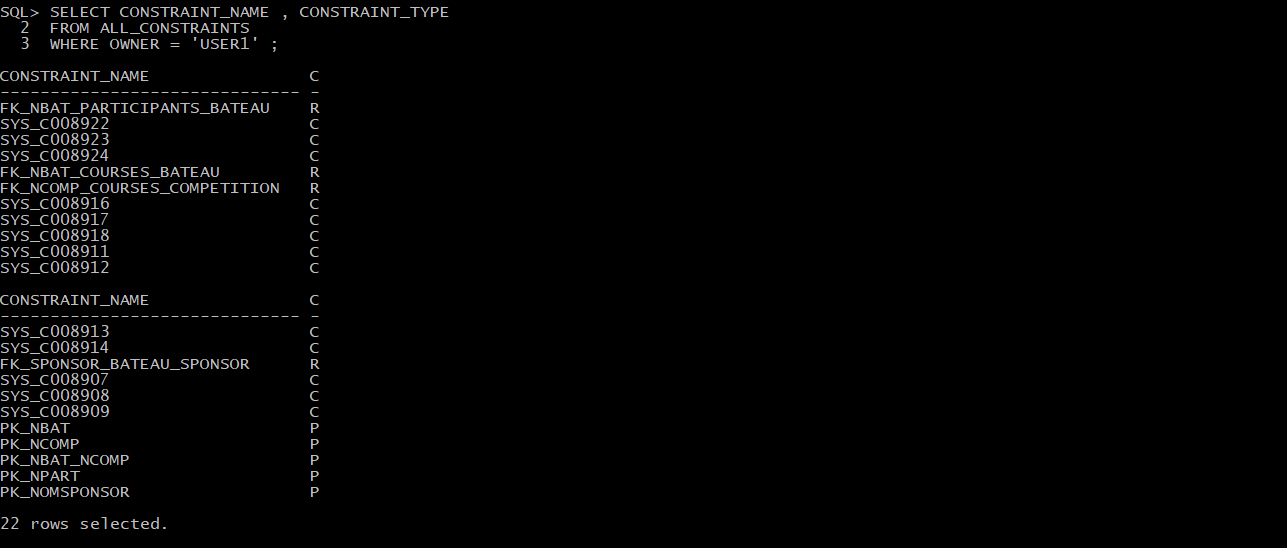 SQL> SELECT CONSTRAINT_NAME , CONSTRAINT_TYPE
  2  FROM ALL_CONSTRAINTS
  3  WHERE OWNER = 'USER1' ;
CONSTRAINT_NAME                C
------------------------------ -
FK_NBAT_PARTICIPANTS_BATEAU    R
SYS_C008922                    C
SYS_C008923                    C
SYS_C008924                    C
FK_NBAT_COURSES_BATEAU         R
FK_NCOMP_COURSES_COMPETITION   R
SYS_C008916                    C
SYS_C008917                    C
SYS_C008918                    C
SYS_C008911                    C
SYS_C008912                    C
CONSTRAINT_NAME                C
------------------------------ -
SYS_C008913                    C
SYS_C008914                    C
FK_SPONSOR_BATEAU_SPONSOR      R
SYS_C008907                    C
SYS_C008908                    C
SYS_C008909                    C
PK_NBAT                        P
PK_NCOMP                       P
PK_NBAT_NCOMP                  P
PK_NPART                       P
PK_NOMSPONSOR                  P
22 rows selected.